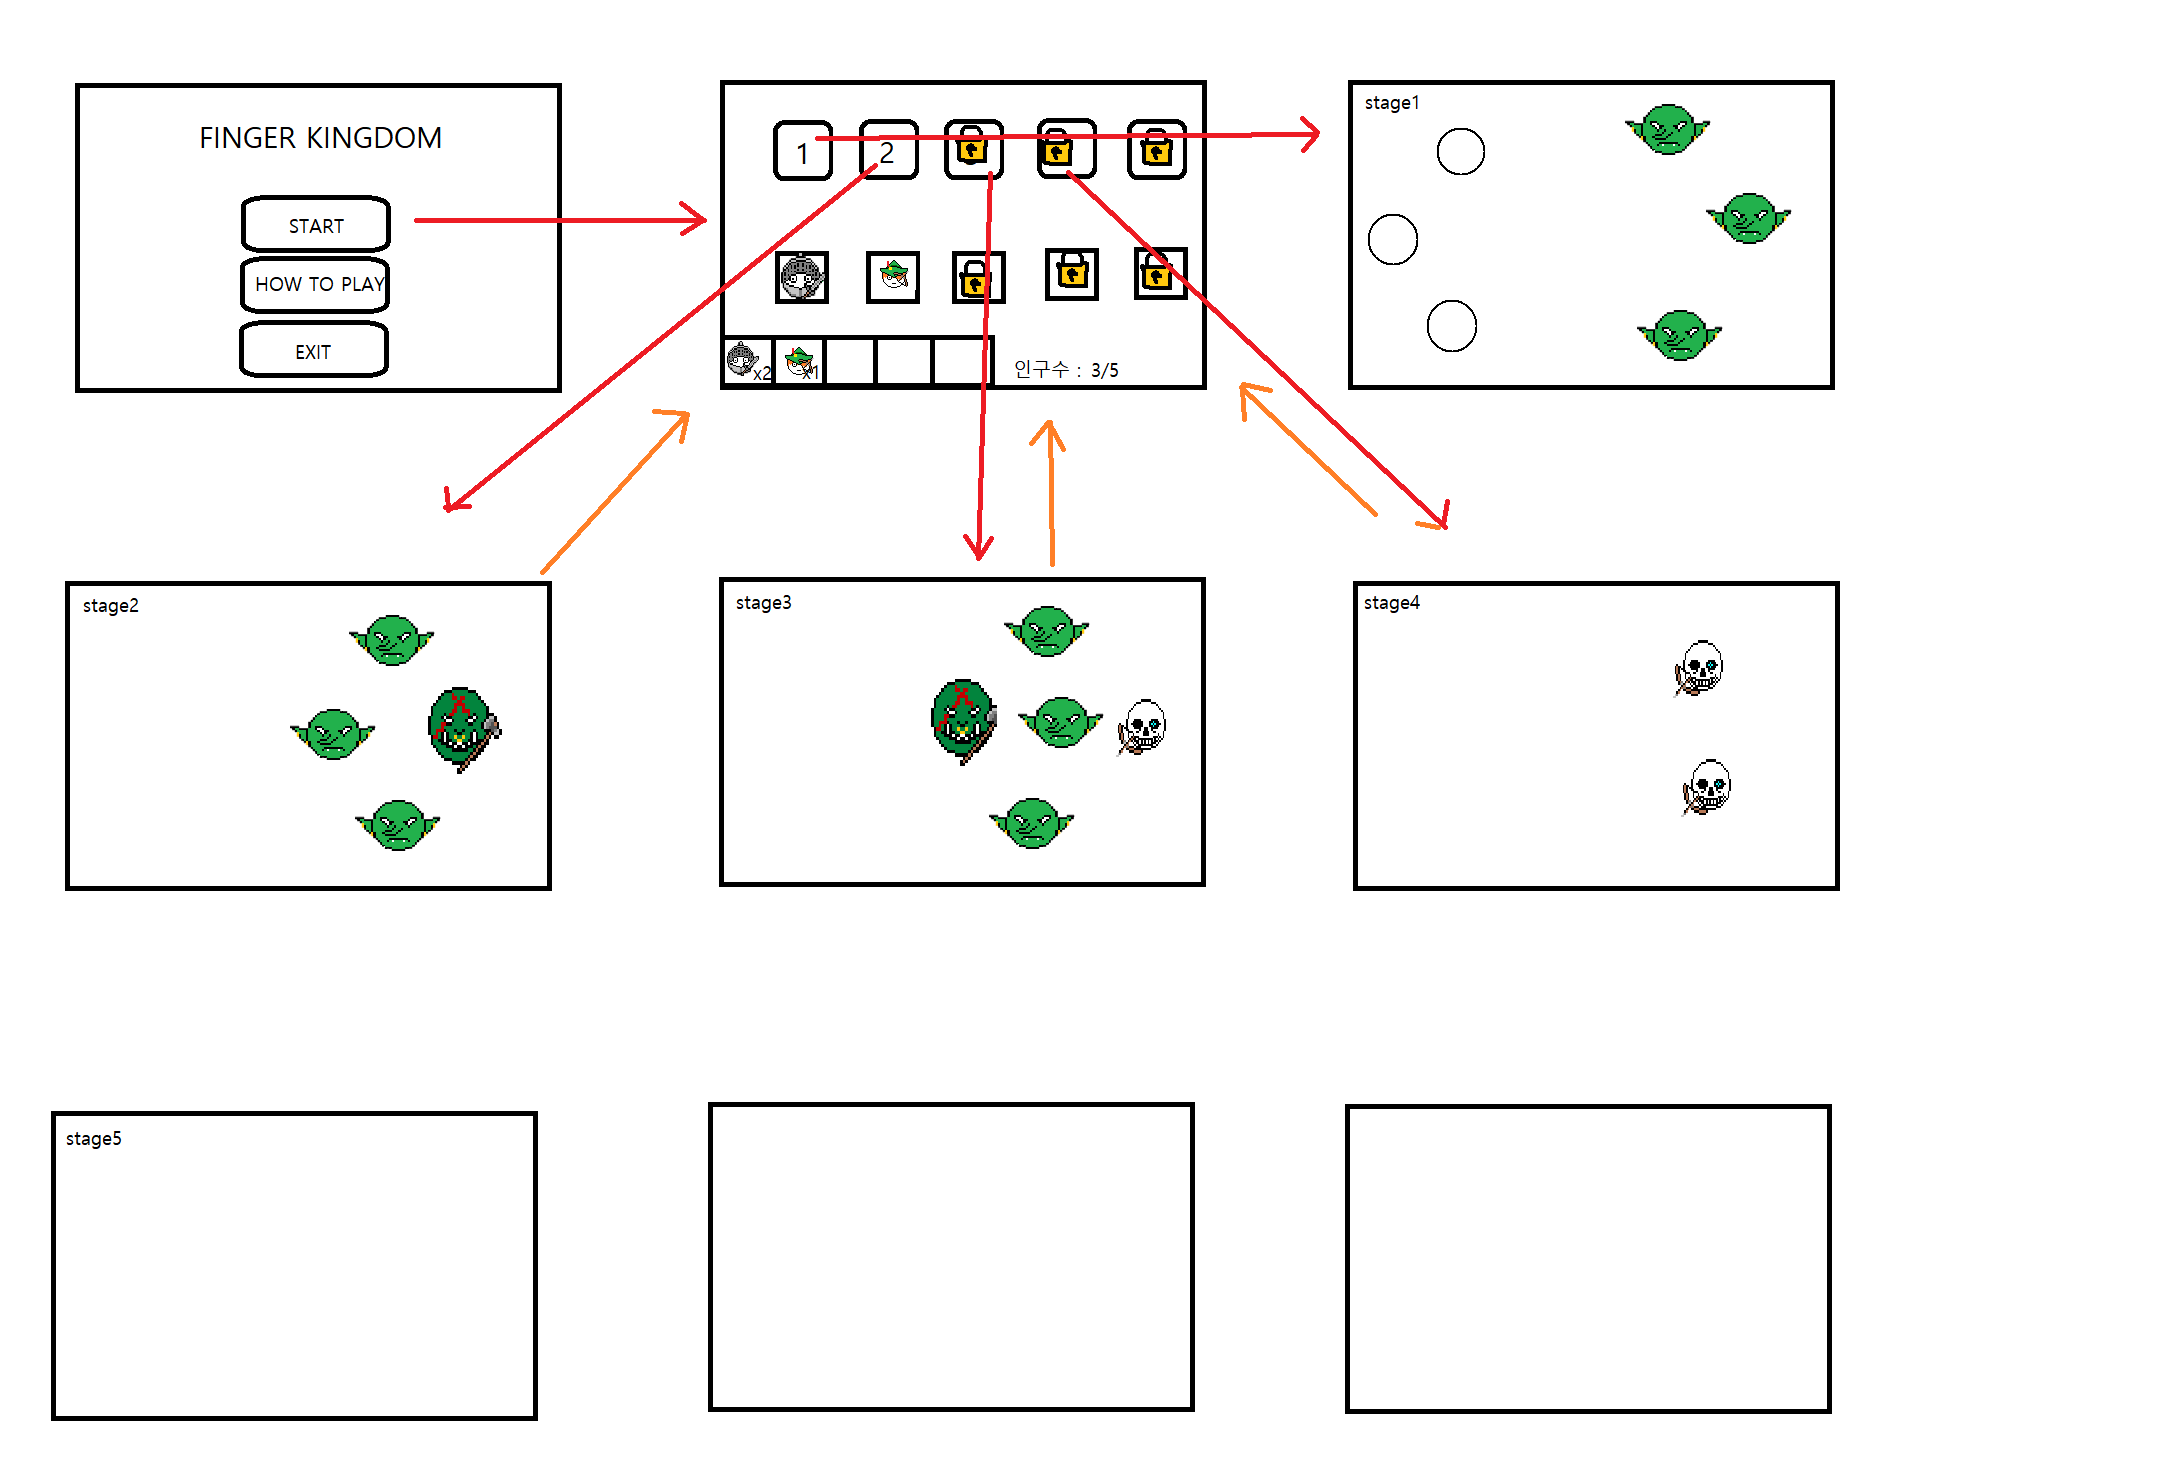 FINGER KINGDOM
START
HOW TO PLAY
EXIT
1
2
x2
x1
인구수 : 3/5
stage1
stage2
stage3
stage4
stage5